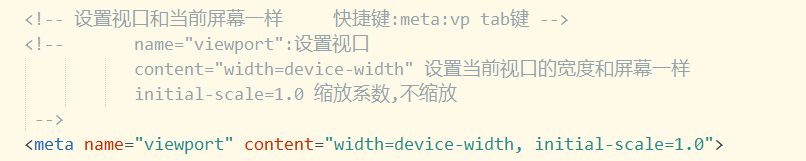 <!-- 设置视口和当前屏幕一样 快捷键:meta:vp tab键 -->
<!-- name="viewport":设置视口
content="width=device-width" 设置当前视口的宽度和屏幕一样
initial-scale=1.0 缩放系数,不缩放
-->
<meta name="viewport" content="width=device-width, initial-scale=1.0">